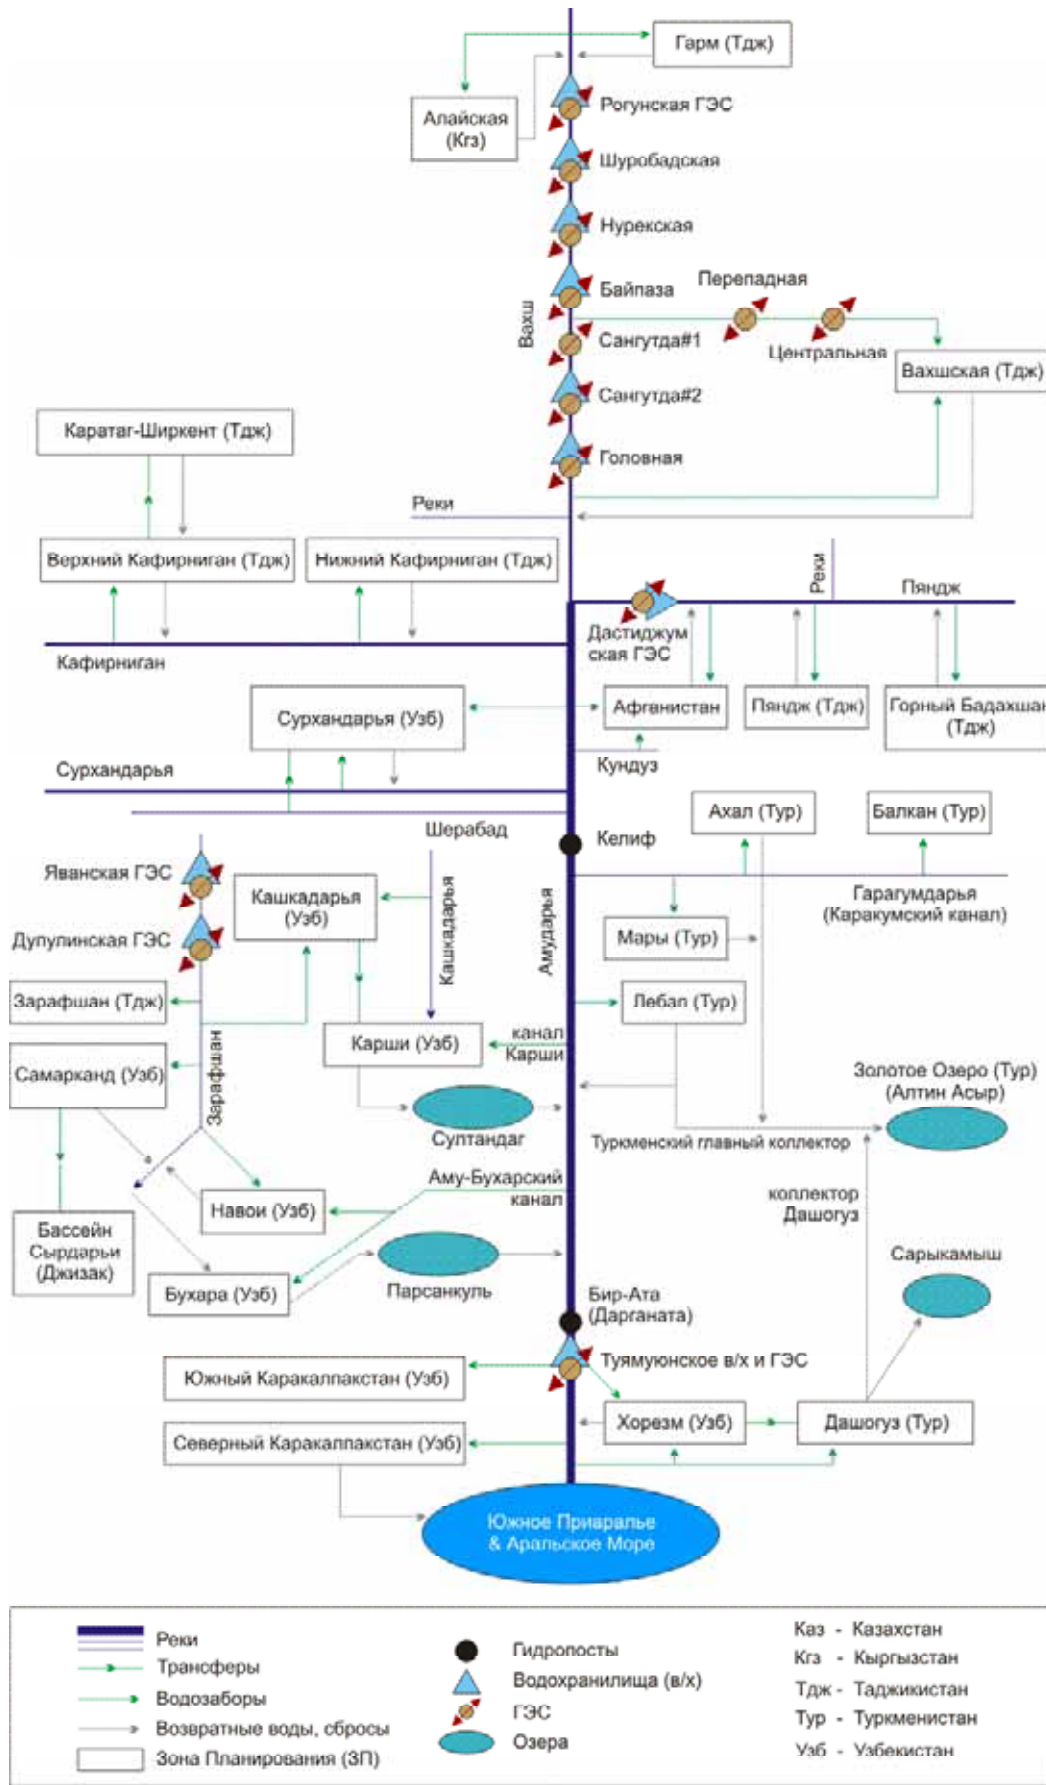 Гарм (Тдж)
Алайская
(Кгз)
Рогунская ГЭС
Шуробадская
Нурекская
Байпаза
Перепадная
Вахш
Сангутда#1
Центральная
Вахшская (Тдж)
Сангутда#2
Каратаг-Ширкент (Тдж)
Головная
Реки
Верхний Кафирниган (Тдж)
Нижний Кафирниган (Тдж)
Реки
Пяндж
Дастиджум
ская ГЭС
Кафирниган
Сурхандарья (Узб)
Афганистан
Пяндж (Тдж)
Горный Бадахшан
(Тдж)
Кундуз
Сурхандарья
Шерабад
Келиф
Ахал (Тур)
Балкан (Тур)
Яванская ГЭС
Кашкадарья
(Узб)
Кашкадарья
Амударья
Гарагумдарья
(Каракумский канал)
Дупулинская ГЭС
Мары (Тур)
Зарафшан (Тдж)
Лебап (Тур)
Карши (Узб)
канал
Карши
Самарканд (Узб)
Зарафшан
Золотое Озеро (Тур)
(Алтин Асыр)
Султандаг
Туркменский главный коллектор
Аму-Бухарский
канал
коллектор
Дашогуз
Навои (Узб)
Бассейн
Сырдарьи
(Джизак)
Бухара (Узб)
Парсанкуль
Сарыкамыш
Бир-Ата
(Дарганата)
Туямуюнское в/х и ГЭС
Южный Каракалпакстан (Узб)
Хорезм (Узб)
Дашогуз (Тур)
Северный Каракалпакстан (Узб)
Южное Приаралье
& Аральское Море
Реки
Трансферы
Водозаборы
Возвратные воды, сбросы
Зона Планирования (ЗП)
Гидропосты
Водохранилища (в/х)
ГЭС
Озера
Каз - Казахстан
Кгз - Кыргызстан
Тдж - Таджикистан
Тур - Туркменистан
Узб - Узбекистан